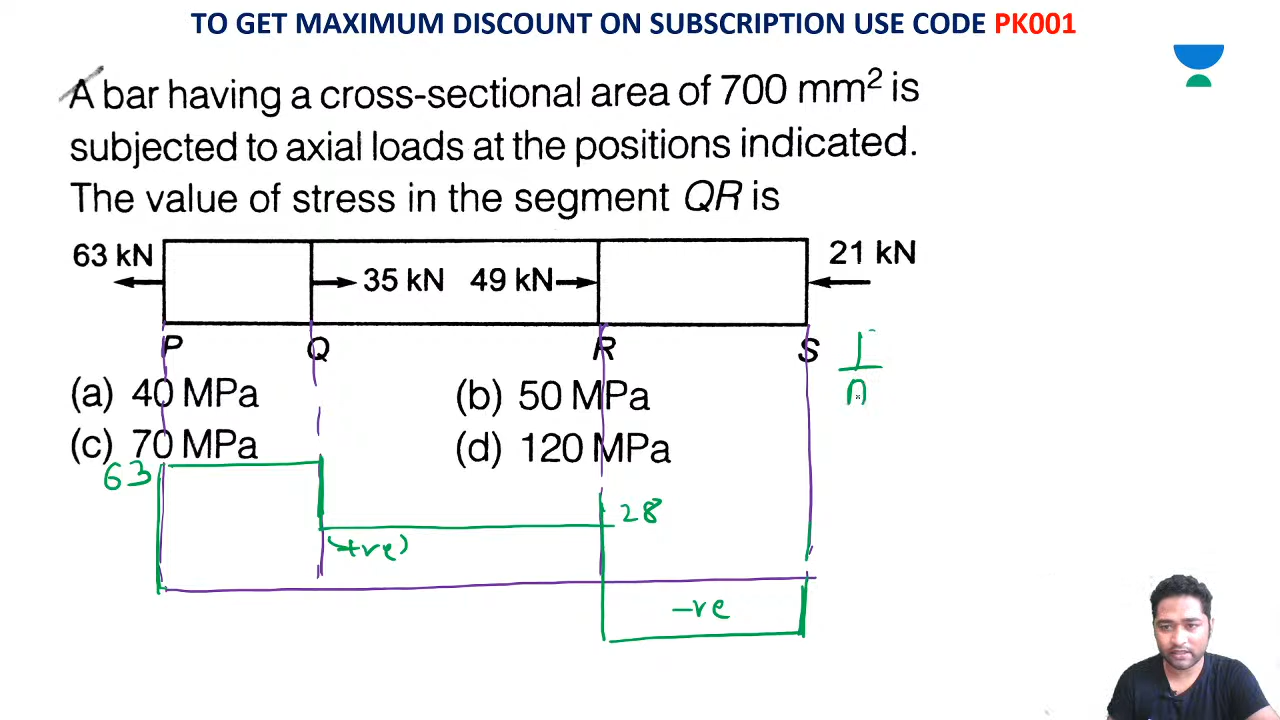 TO GET MAXIMUM DISCOUNT ON SUBSCRIPTION USE CODE PK001
A bar having a cross-sectional area of 700 mm² is
subjected to axial loads at the positions indicated.
The value of stress in the segment QR is
63 kN 35 kN 49 kN 21 kN
P Q R S
(a) 40 MPa (b) 50 MPa
(c) 70 MPa (d) 120 MPa
63
28
(+ve)
-ve